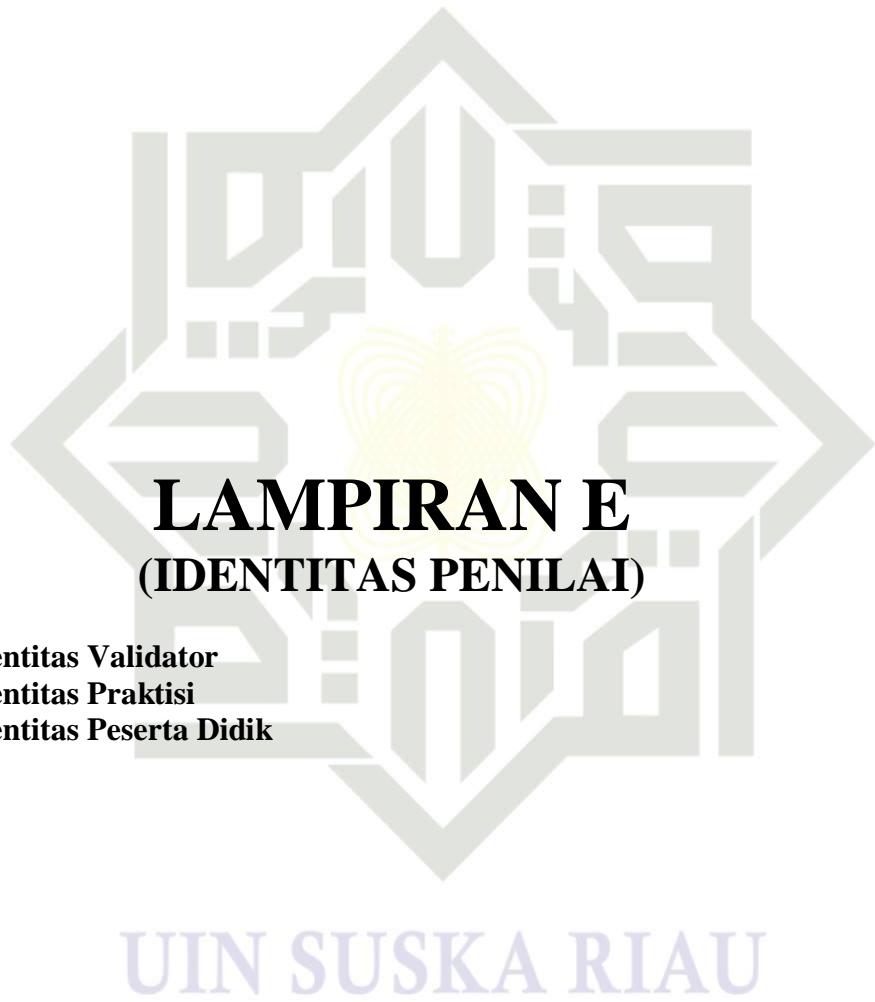 LAMPIRAN E
(IDENTITAS PENILAI)
entitas Validator
entitas Praktisi
entitas Peserta Didik
UIN SUSKA RIAU